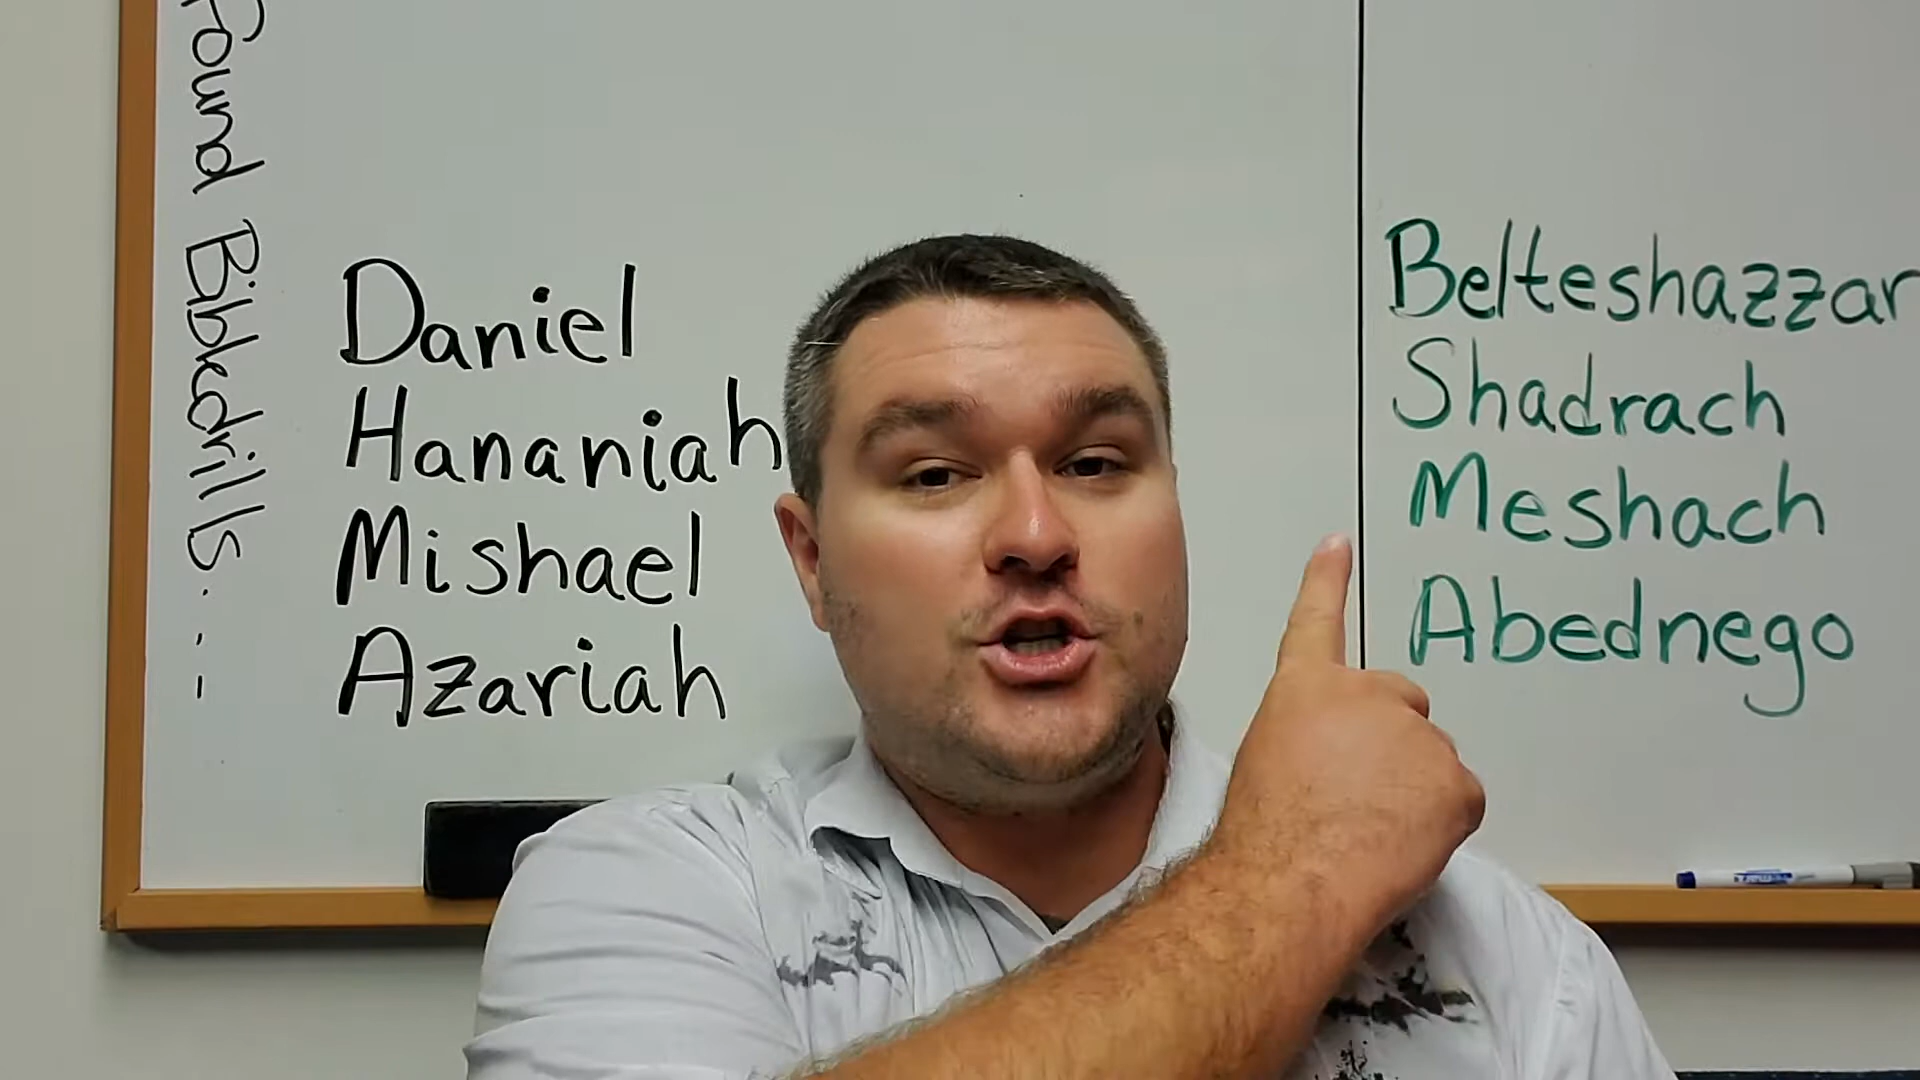 Found Bibledrills...
Daniel
Hananiah
Mishael
Azariah
Belteshazzar
Shadrach
Meshach
Abednego